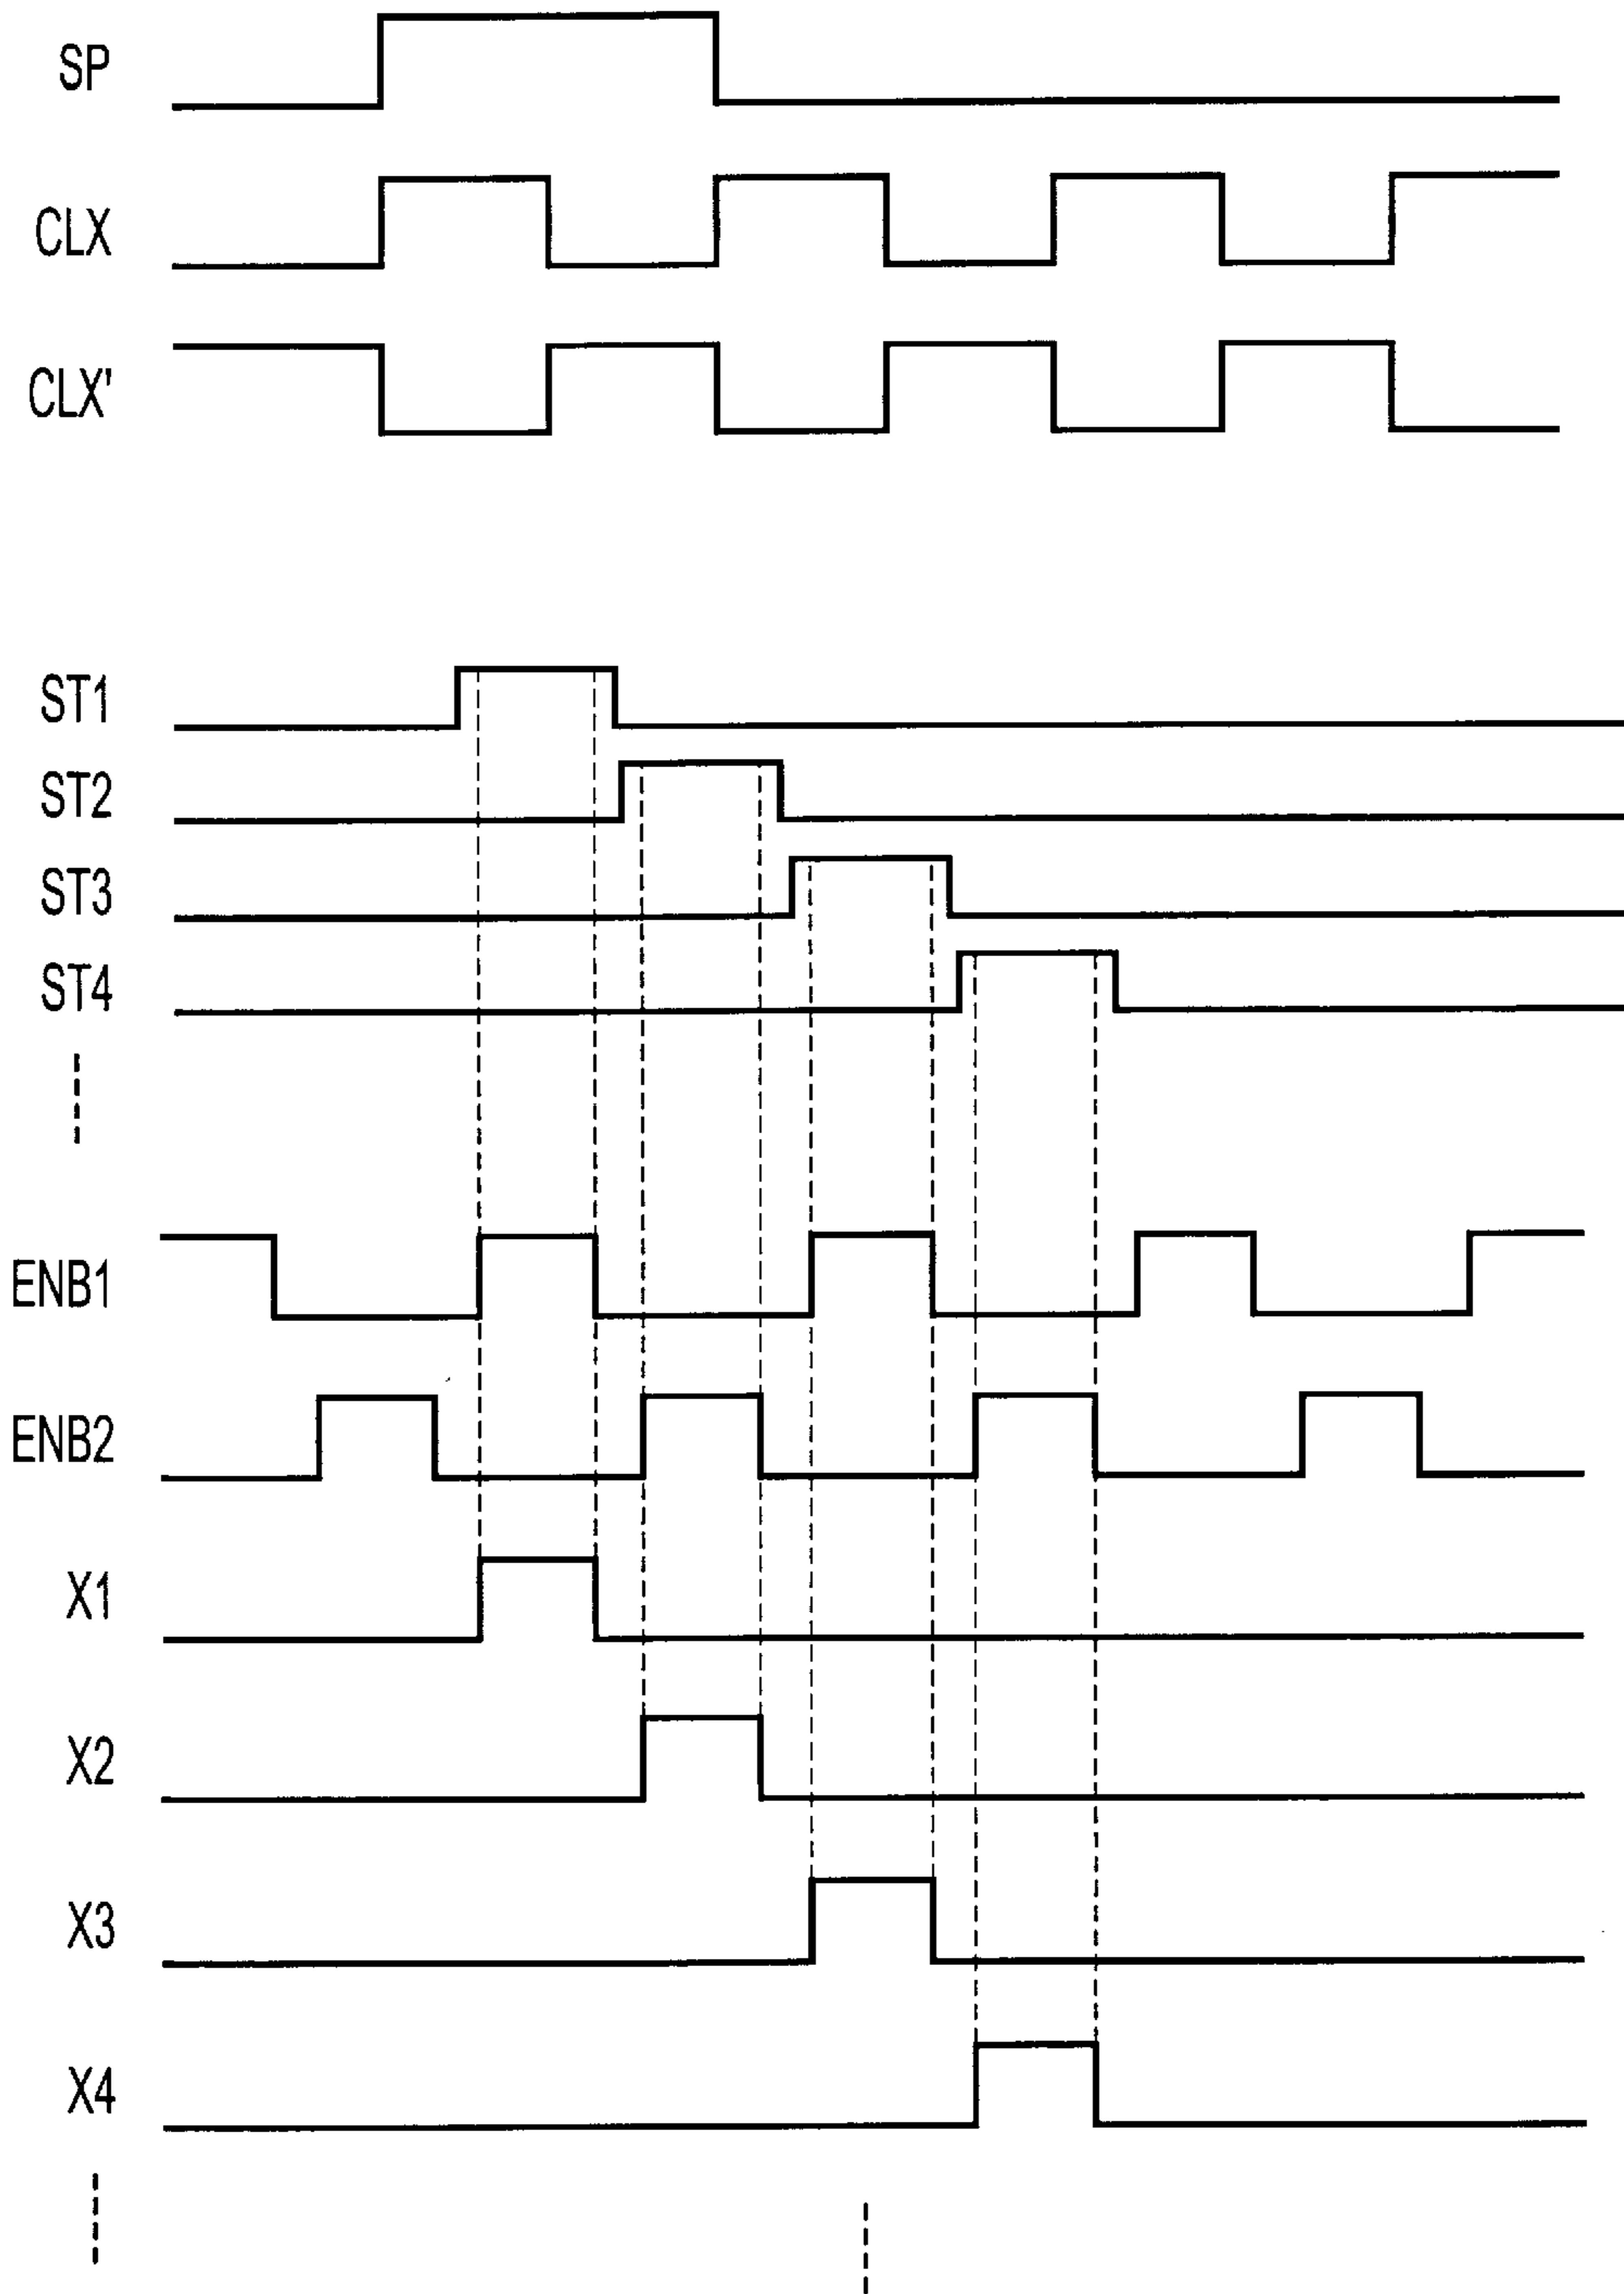 SP
CLX
CLX'
ST1
ST2
ST3
ST4
ENB1
ENB2
X1
X2
X3
X4